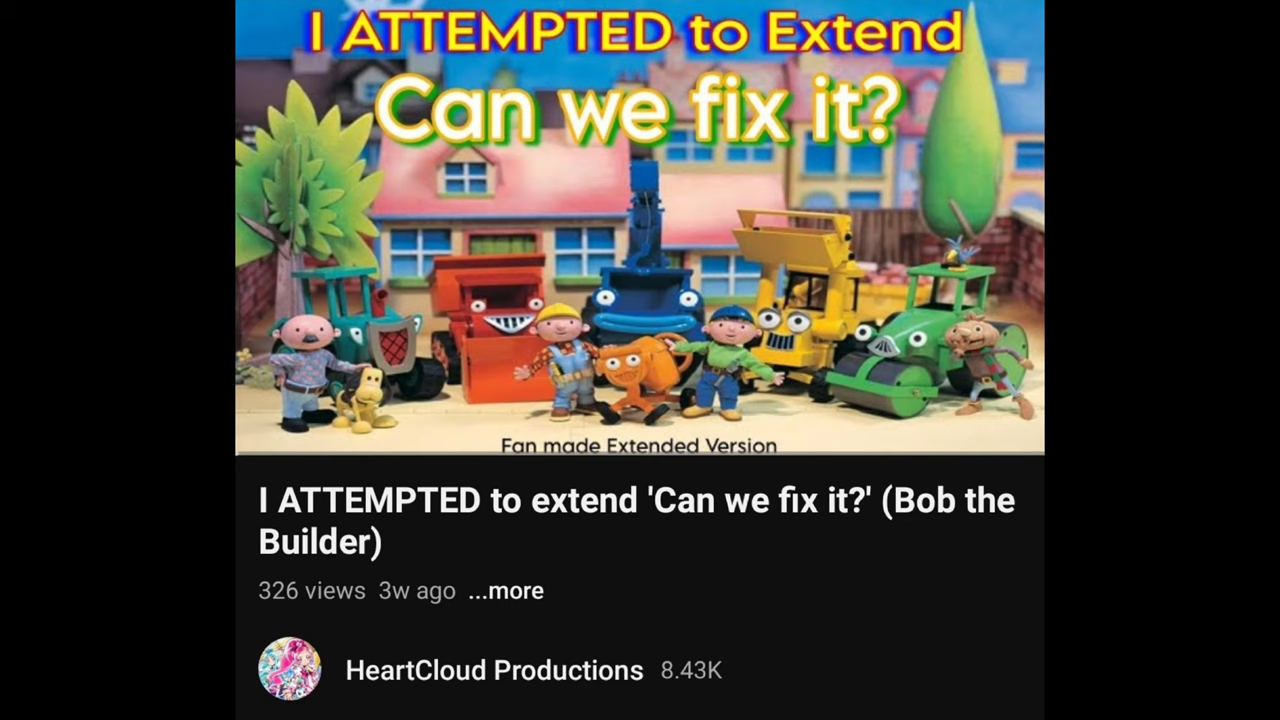 I ATTEMPTED to Extend
Can we fix it?
Fan made Extended Version
I ATTEMPTED to extend 'Can we fix it?' (Bob the
Builder)
326 views 3w ago ...more
HeartCloud Productions 8.43K